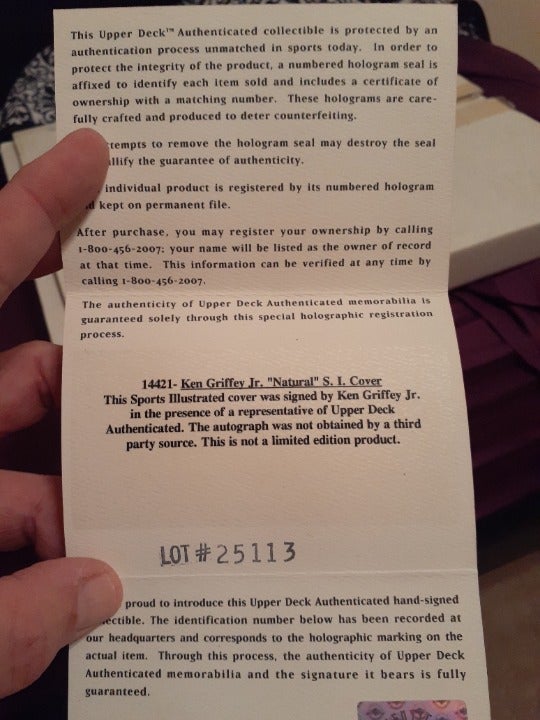 This Upper Deck™ Authenticated collectible is protected by an
authentication process unmatched in sports today. In order to
protect the integrity of the product, a numbered hologram seal is
affixed to identify each item sold and includes a certificate of
ownership with a matching number. These holograms are care-
fully crafted and produced to deter counterfeiting.
ttempts to remove the hologram seal may destroy the seal
llify the guarantee of authenticity.
individual product is registered by its numbered hologram
kept on permanent file.
After purchase, you may register your ownership by calling
1-800-456-2007; your name will be listed as the owner of record
at that time. This information can be verified at any time by
calling 1-800-456-2007.
The authenticity of Upper Deck Authenticated memorabilia is
guaranteed solely through this special holographic registration
process.
14421- Ken Griffey Jr. "Natural" S. I. Cover
This Sports Illustrated cover was signed by Ken Griffey Jr.
in the presence of a representative of Upper Deck
Authenticated. The autograph was not obtained by a third
party source. This is not a limited edition product.
LOT # 25113
proud to introduce this Upper Deck Authenticated hand-signed
lectible. The identification number below has been recorded at
our headquarters and corresponds to the holographic marking on the
actual item. Through this process, the authenticity of Upper Deck
Authenticated memorabilia and the signature it bears is fully
guaranteed.